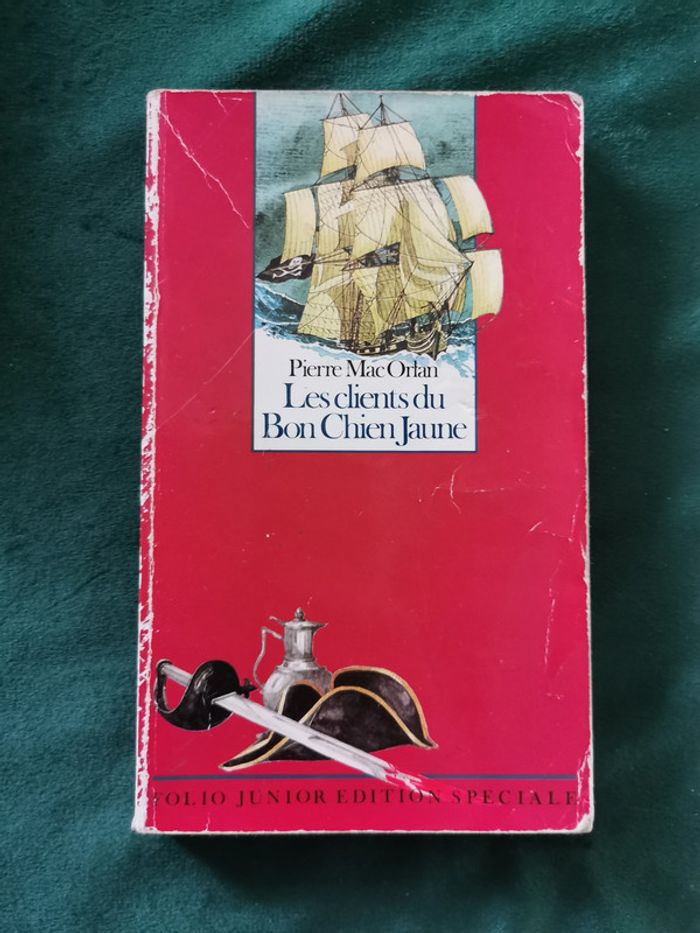 Pierre Mac Orlan
Les clients du
Bon Chien Jaune
FOLIO JUNIOR EDITION SPECIALE